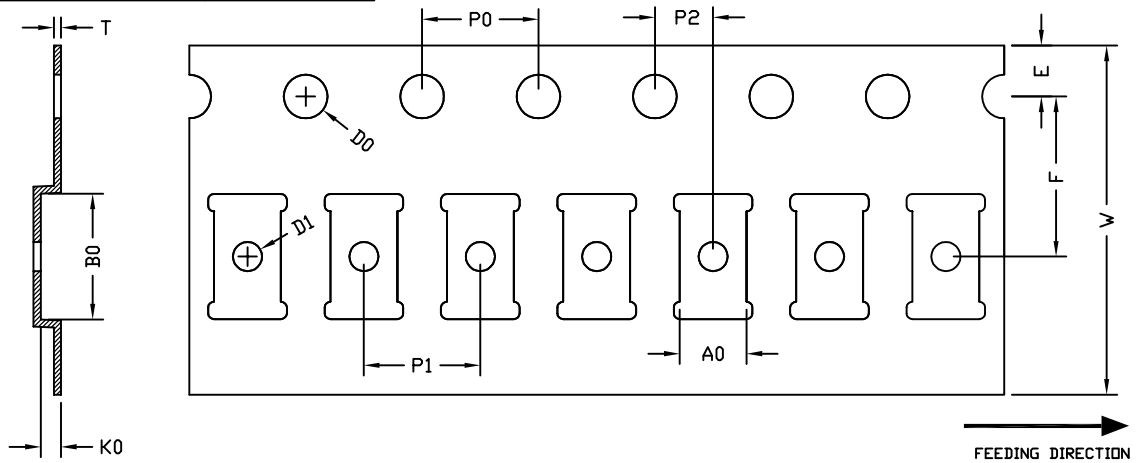 T
P0
P2
E
D0
F
D1
W
B0
A0
P1
K0
FEEDING DIRECTION